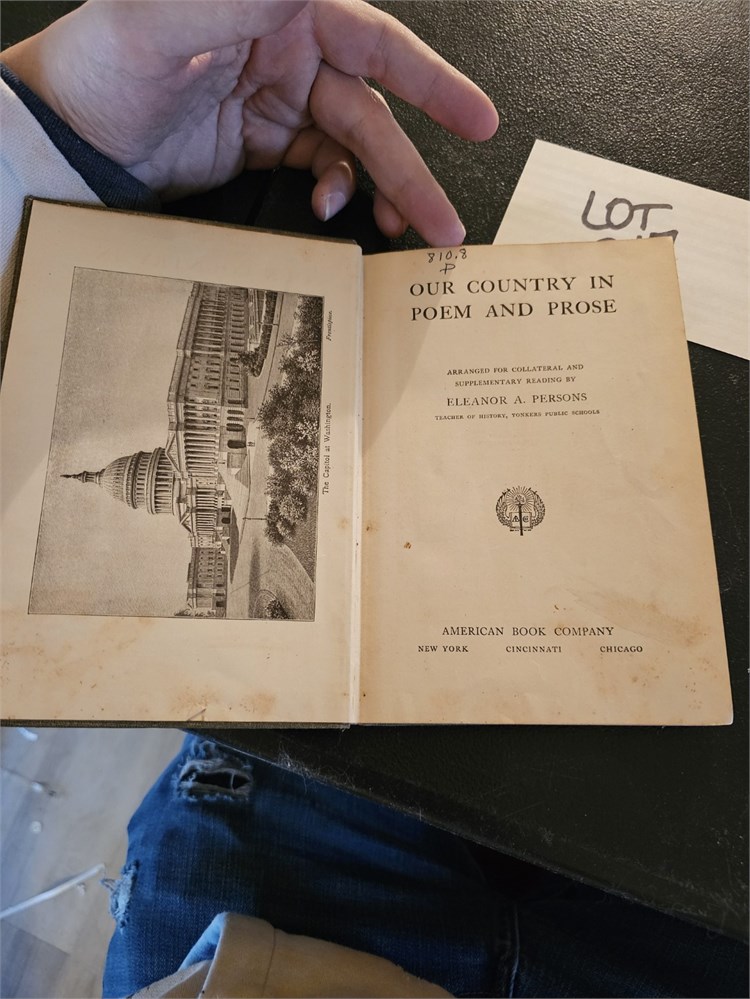 The Capitol at Washington.
Frontispiece.
810.8
P
OUR COUNTRY IN
POEM AND PROSE
ARRANGED FOR COLLATERAL AND
SUPPLEMENTARY READING BY
ELEANOR A. PERSONS
TEACHER OF HISTORY, YONKERS PUBLIC SCHOOLS
AMERICAN BOOK COMPANY
NEW YORK CINCINNATI CHICAGO
LOT